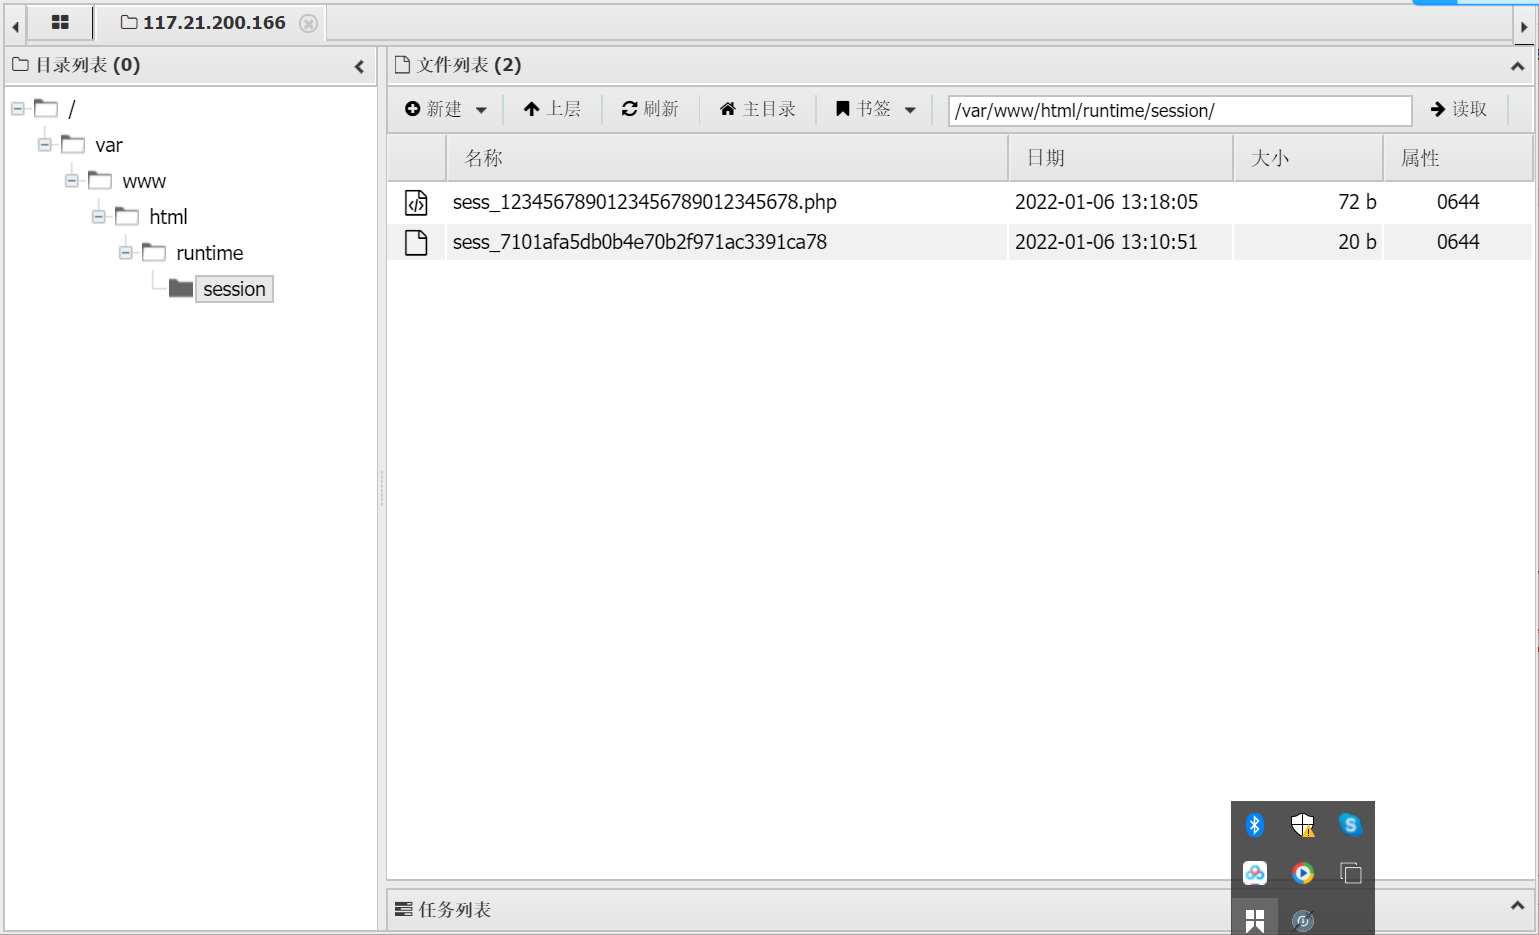 117.21.200.166
目录列表 (0)
文件列表 (2)
新建 上层 刷新 主目录 书签 /var/www/html/runtime/session/ 读取
/
var
www
html
runtime
session
名称 日期 大小 属性
sess_1234567890123456789012345678.php 2022-01-06 13:18:05 72 b 0644
sess_7101afa5db0b4e70b2f971ac3391ca78 2022-01-06 13:10:51 20 b 0644
任务列表